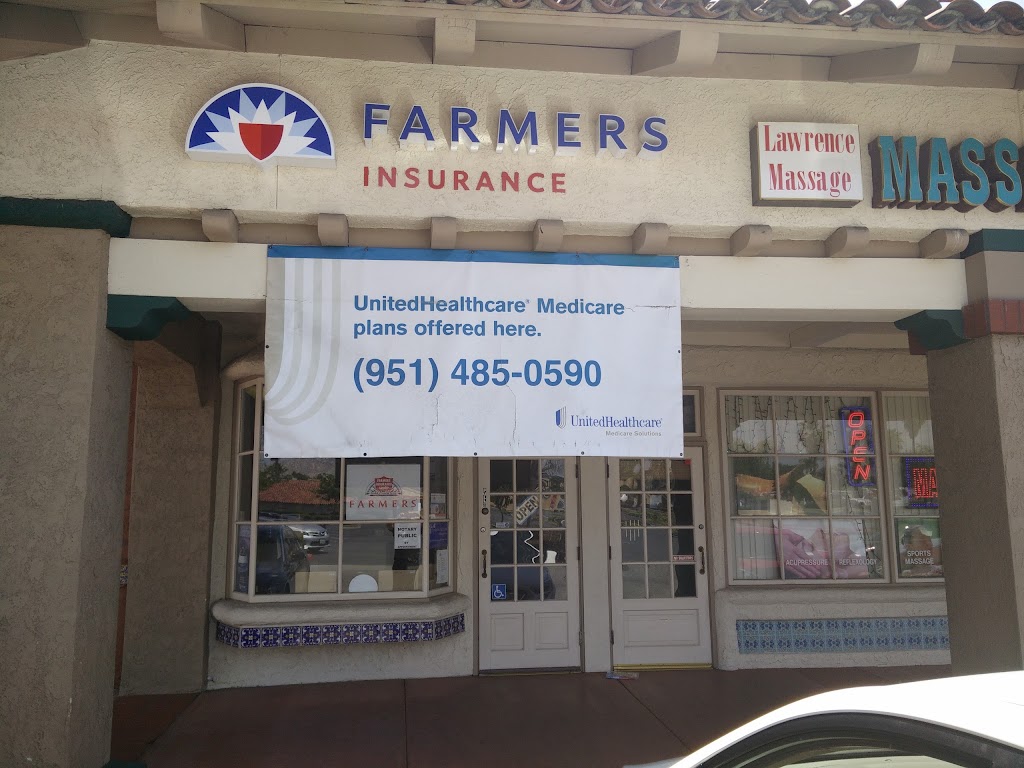 FARMERS
INSURANCE
Lawrence
Massage
MASS
UnitedHealthcare® Medicare
plans offered here.
(951) 485-0590
UnitedHealthcare®
Medicare Solutions
FARMERS
NOTARY
PUBLIC
OPEN
OPEN
MA
ACUPRESSURE
REFLEXOLOGY
SPORTS
MASSAGE